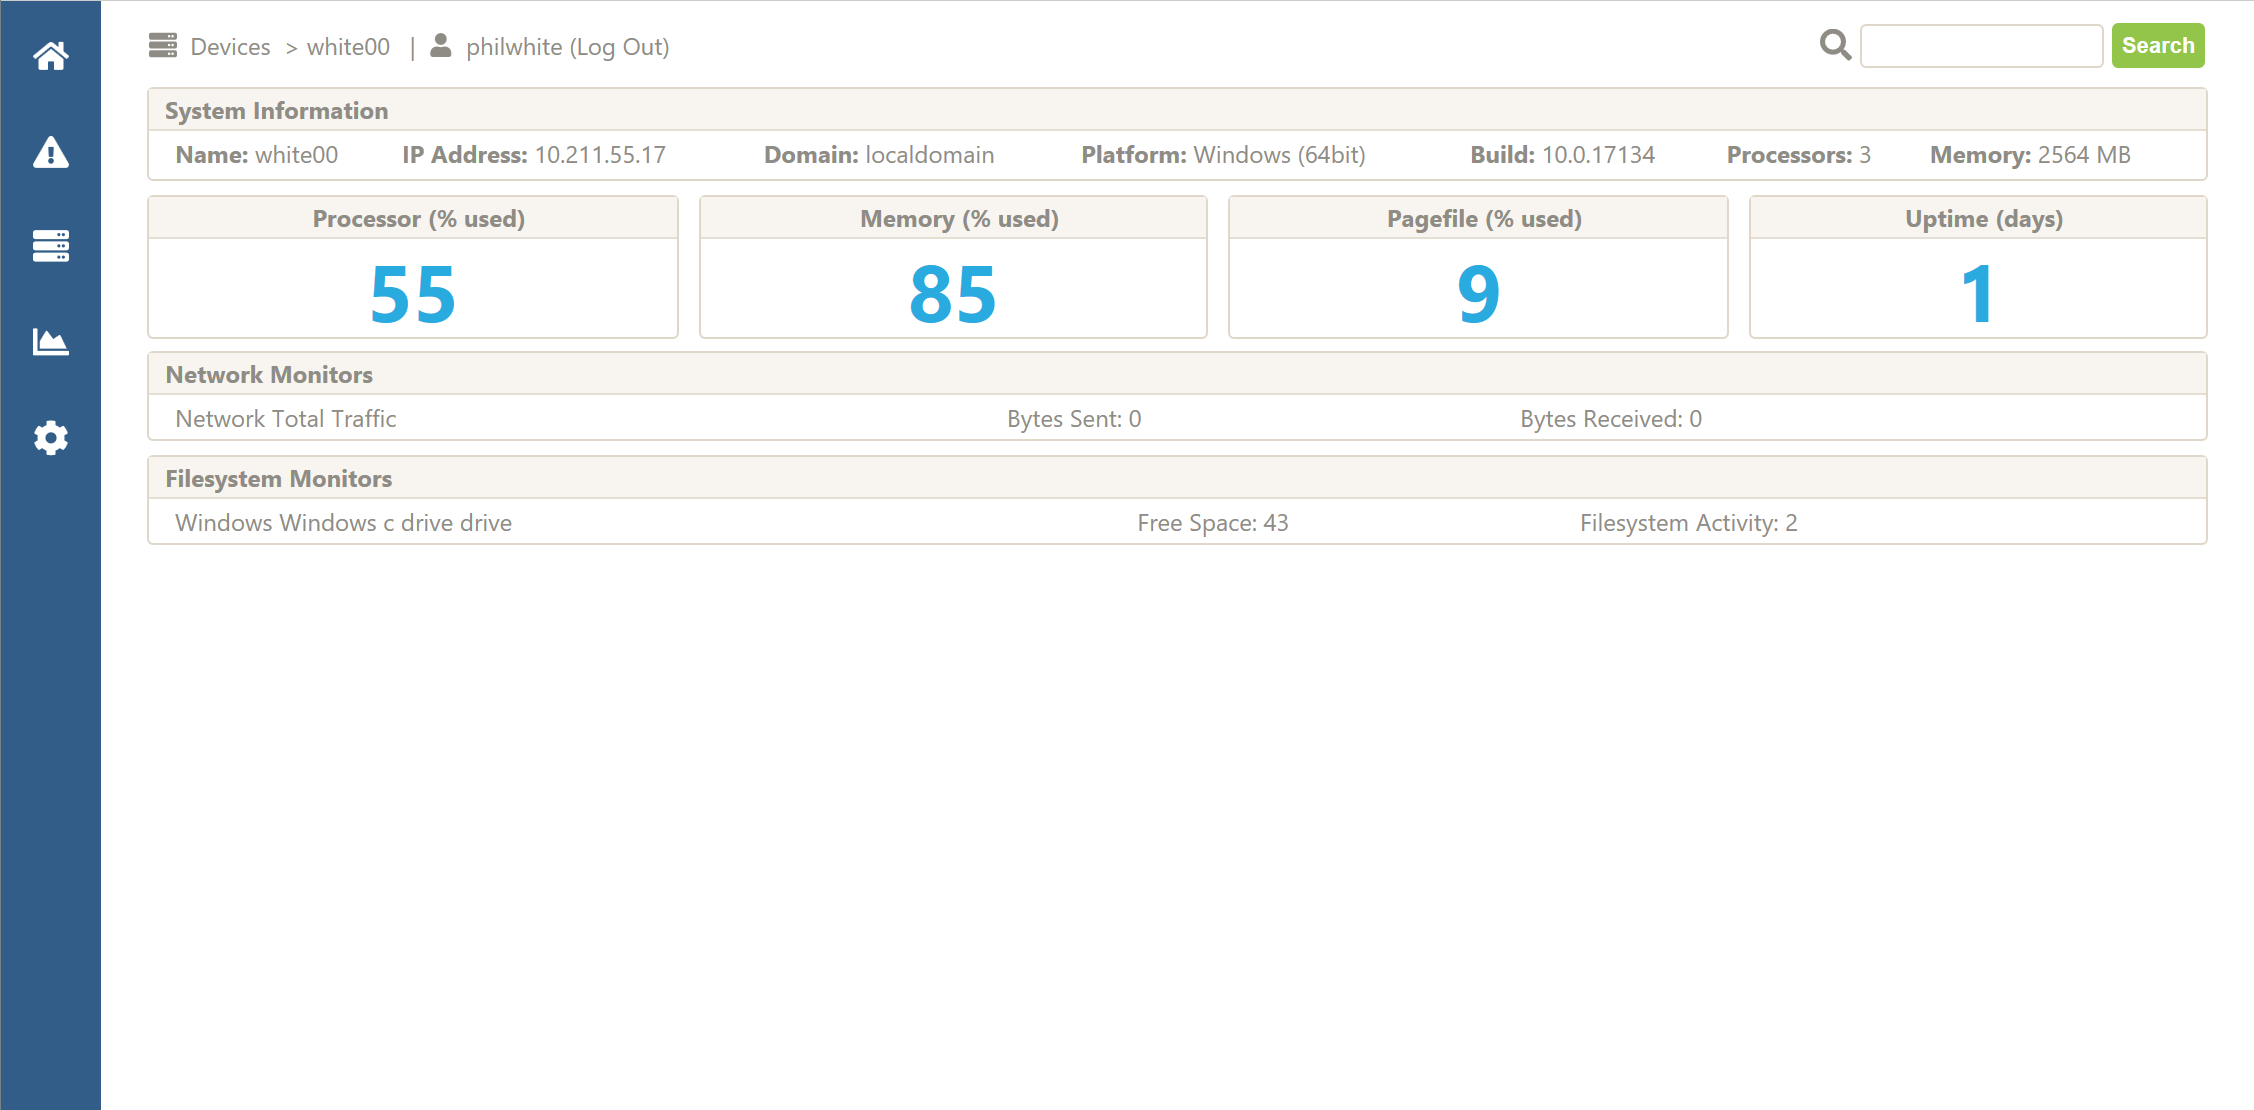 Devices > white00 | philwhite (Log Out)
Search
System Information
Name: white00 IP Address: 10.211.55.17 Domain: localdomain Platform: Windows (64bit) Build: 10.0.17134 Processors: 3 Memory: 2564 MB
Processor (% used) Memory (% used) Pagefile (% used) Uptime (days)
55 85 9 1
Network Monitors
Network Total Traffic Bytes Sent: 0 Bytes Received: 0
Filesystem Monitors
Windows Windows c drive drive Free Space: 43 Filesystem Activity: 2